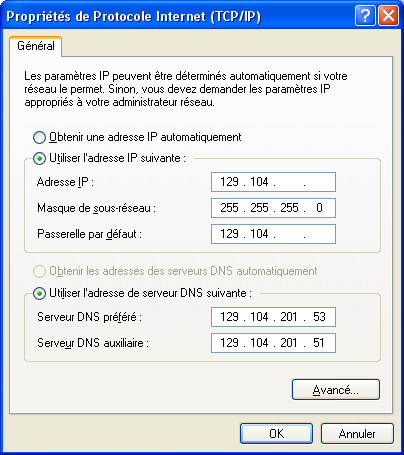 Propriétés de Protocole Internet (TCP/IP)
Général
Les paramètres IP peuvent être déterminés automatiquement si votre
réseau le permet. Sinon, vous devez demander les paramètres IP
appropriés à votre administrateur réseau.
Obtenir une adresse IP automatiquement
Utiliser l'adresse IP suivante :
Adresse IP : 129 . 104 . .
Masque de sous-réseau : 255 . 255 . 255 . 0
Passerelle par défaut : 129 . 104 . .
Obtenir les adresses des serveurs DNS automatiquement
Utiliser l'adresse de serveur DNS suivante :
Serveur DNS préféré : 129 . 104 . 201 . 53
Serveur DNS auxiliaire : 129 . 104 . 201 . 51
Avancé...
OK Annuler